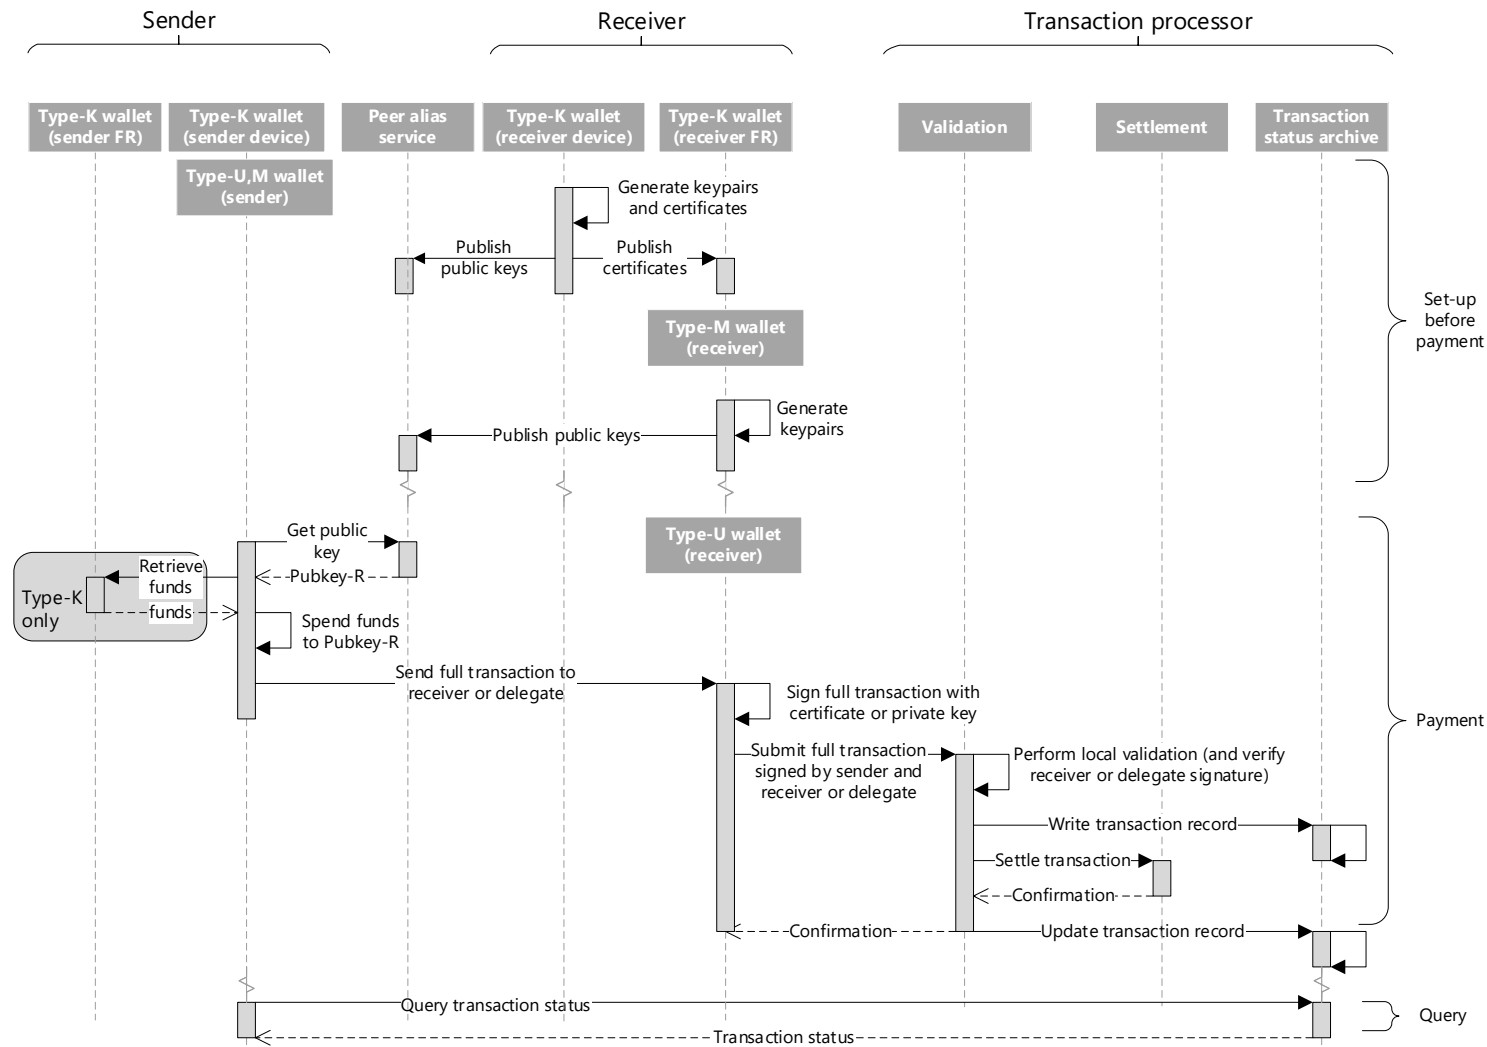 Sender
Receiver
Transaction processor
Type-K wallet
(sender FR)
Type-K wallet
(sender device)
Peer alias
service
Type-K wallet
(receiver device)
Type-K wallet
(receiver FR)
Validation
Settlement
Transaction
status archive
Type-U,M wallet
(sender)
Generate keypairs
and certificates
Publish
public keys
Publish
certificates
Set-up
before
payment
Type-M wallet
(receiver)
Generate
keypairs
Publish public keys
Get public
key
Type-U wallet
(receiver)
Retrieve
funds
Pubkey-R
Type-K
only
funds
Spend funds
to Pubkey-R
Send full transaction to
receiver or delegate
Sign full transaction with
certificate or private key
Payment
Submit full transaction
signed by sender and
receiver or delegate
Perform local validation (and verify
receiver or delegate signature)
Write transaction record
Settle transaction
Confirmation
Confirmation
Update transaction record
Query transaction status
Query
Transaction status